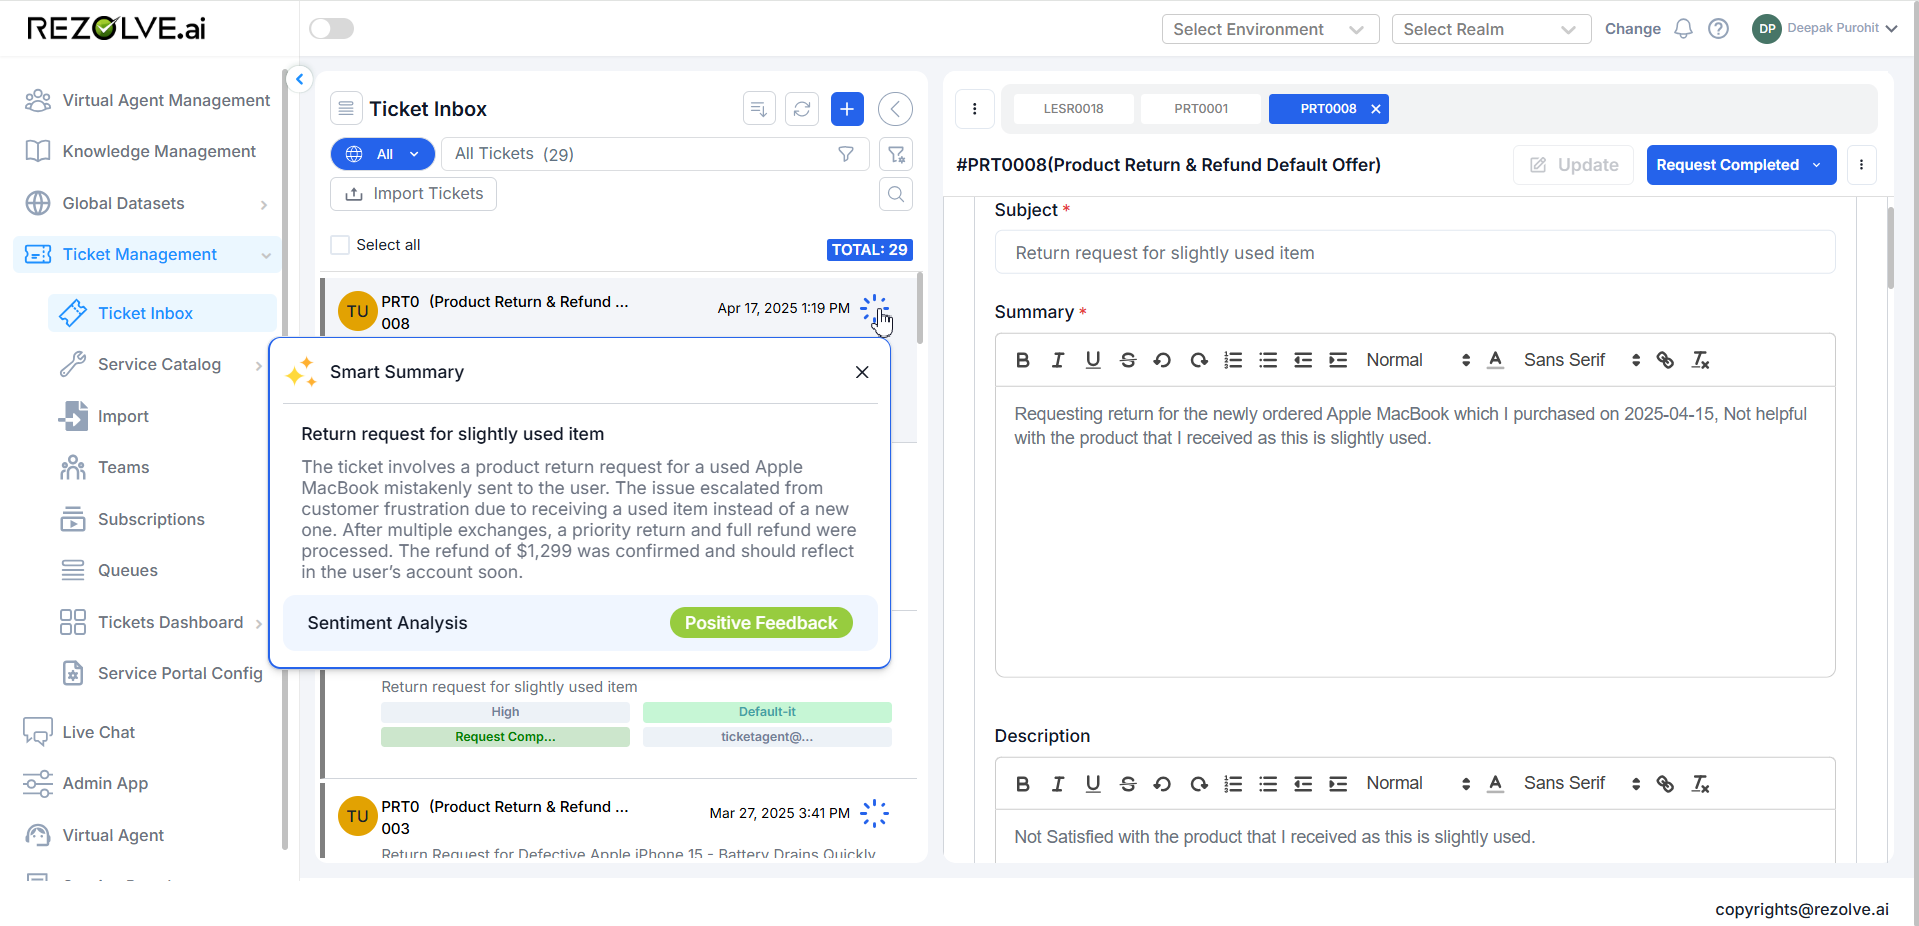 REZOLVE.ai
Select Environment
Select Realm
Change
DP
Deepak Purohit
Virtual Agent Management
Knowledge Management
Global Datasets
Ticket Management
Ticket Inbox
Service Catalog
Import
Teams
Subscriptions
Queues
Tickets Dashboard
Service Portal Config
Live Chat
Admin App
Virtual Agent
Ticket Inbox
All
All Tickets (29)
Import Tickets
Select all
TOTAL: 29
TU
PRT0 (Product Return & Refund ...
008
Apr 17, 2025 1:19 PM
Smart Summary
Return request for slightly used item
The ticket involves a product return request for a used Apple
MacBook mistakenly sent to the user. The issue escalated from
customer frustration due to receiving a used item instead of a new
one. After multiple exchanges, a priority return and full refund were
processed. The refund of $1,299 was confirmed and should reflect
in the user's account soon.
Sentiment Analysis
Positive Feedback
Return request for slightly used item
High
Default-it
Request Comp...
ticketagent@...
TU
PRT0 (Product Return & Refund ...
003
Mar 27, 2025 3:41 PM
Return Request for Defective Apple iPhone 15 - Battery Drains Quickly
LESR0018
PRT0001
PRT0008
#PRT0008(Product Return & Refund Default Offer)
Update
Request Completed
Subject *
Return request for slightly used item
Summary *
Normal
Sans Serif
Requesting return for the newly ordered Apple MacBook which I purchased on 2025-04-15, Not helpful
with the product that I received as this is slightly used.
Description
Normal
Sans Serif
Not Satisfied with the product that I received as this is slightly used.
copyrights@rezolve.ai